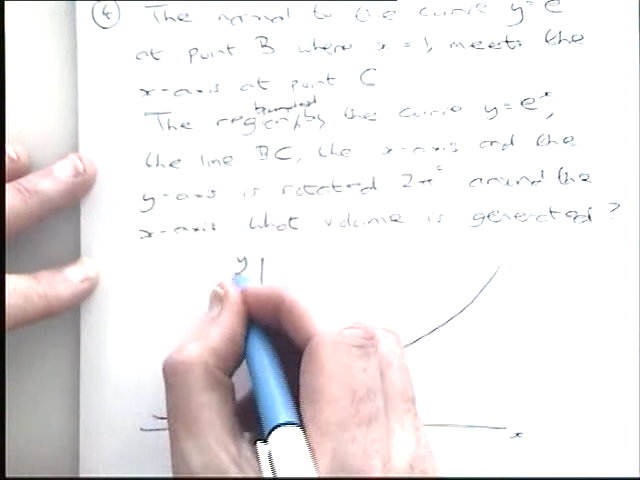 ④ The normal to the curve y = e
at point B where x = 1, meets the
x-axis at point C
The region bounded by the curve y = eˣ,
the line BC, the x-axis and the
y-axis is rotated 2πᶜ around the
x-axis What volume is generated?
y
x